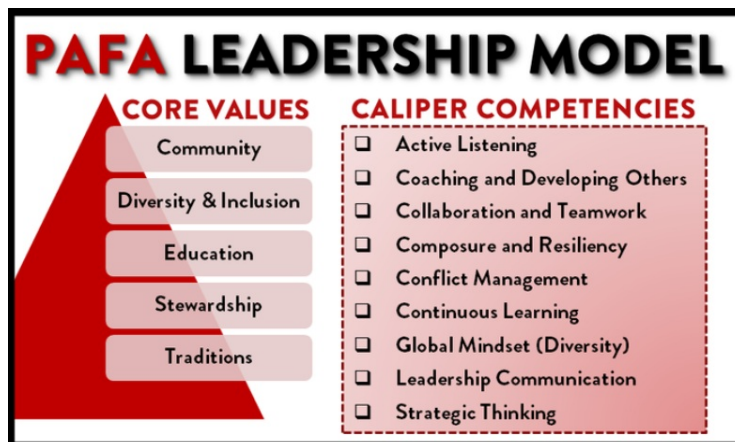 PAFA LEADERSHIP MODEL
CORE VALUES
Community
Diversity & Inclusion
Education
Stewardship
Traditions
CALIPER COMPETENCIES
Active Listening
Coaching and Developing Others
Collaboration and Teamwork
Composure and Resiliency
Conflict Management
Continuous Learning
Global Mindset (Diversity)
Leadership Communication
Strategic Thinking